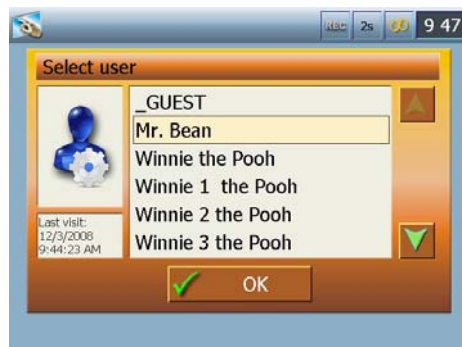 REC 2s 9 47
Select user
_GUEST
Mr. Bean
Winnie the Pooh
Winnie 1 the Pooh
Winnie 2 the Pooh
Winnie 3 the Pooh
Last visit:
12/3/2008
9:44:23 AM
OK